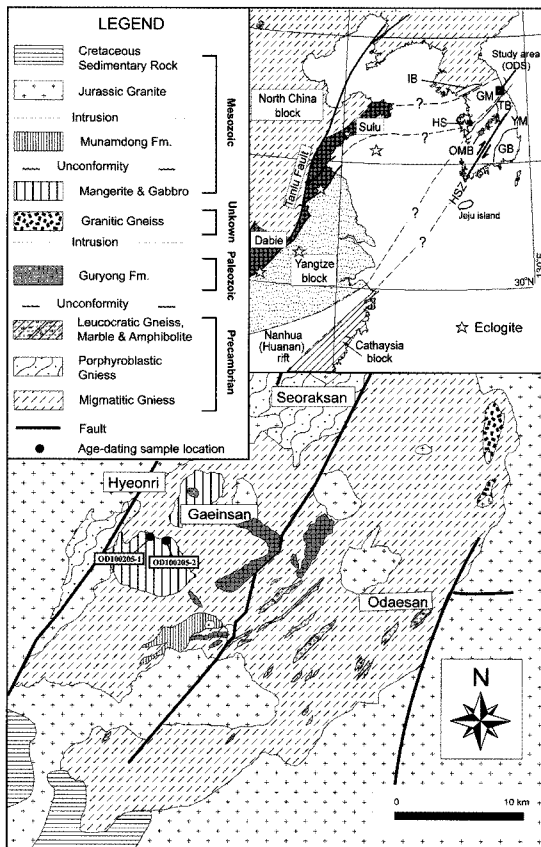 LEGEND
Cretaceous
Sedimentary Rock
Jurassic Granite
Intrusion
Munamdong Fm.
Unconformity
Mangerite & Gabbro
Granitic Gneiss
Intrusion
Guryong Fm.
Unconformity
Leucocratic Gneiss,
Marble & Amphibolite
Porphyroblastic
Gniess
Migmatitic Gniess
Fault
Age-dating sample location
Mesozoic
Unkown
Paleozoic
Precambrian
Study area
(ODS)
IB
GM
TB
North China
block
HS
YM
Sulu
?
?
OMB
GB
Tanlu Fault
HSZ
Jeju island
?
?
Dabie
Yangtze
block
30°N
130°E
Eclogite
Nanhua
(Huanan)
rift
Cathaysia
block
Seoraksan
Hyeonri
Gaeinsan
OD100205-1
OD100205-2
Odaesan
N
0
10 km